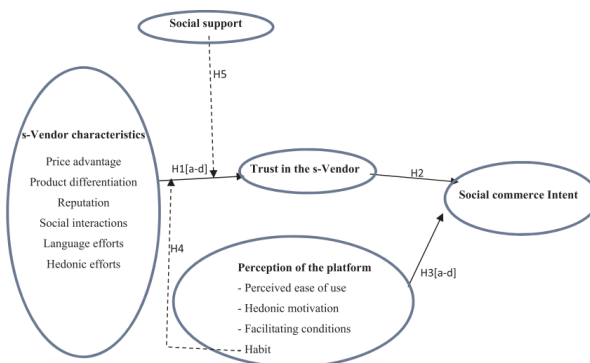 Social support
H5
s-Vendor characteristics
Price advantage
Product differentiation
Reputation
Social interactions
Language efforts
Hedonic efforts
H1[a-d]
Trust in the s-Vendor
H2
Social commerce Intent
H4
Perception of the platform
- Perceived ease of use
- Hedonic motivation
- Facilitating conditions
- Habit
H3[a-d]